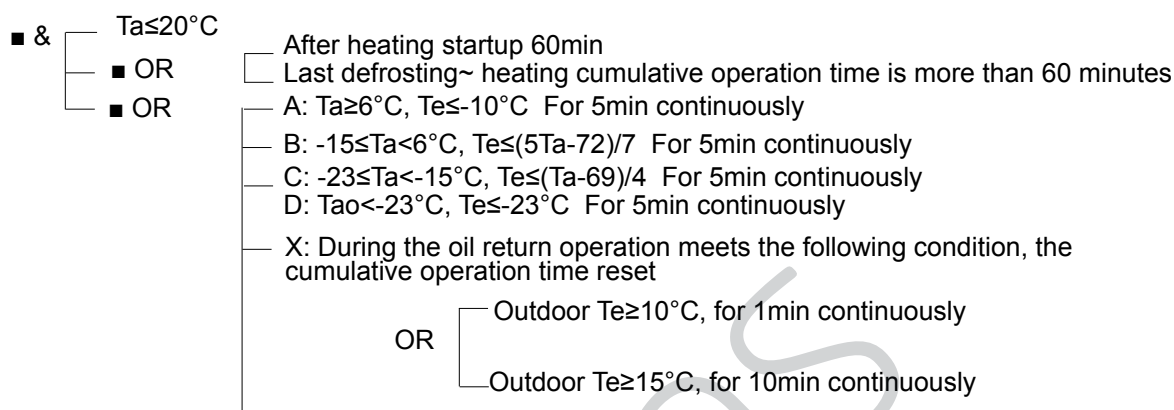 ■ &
Ta≤20°C
After heating startup 60min
■ OR
Last defrosting~ heating cumulative operation time is more than 60 minutes
■ OR
A: Ta≥6°C, Te≤-10°C For 5min continuously
B: -15≤Ta<6°C, Te≤(5Ta-72)/7 For 5min continuously
C: -23≤Ta<-15°C, Te≤(Ta-69)/4 For 5min continuously
D: Tao<-23°C, Te≤-23°C For 5min continuously
X: During the oil return operation meets the following condition, the
cumulative operation time reset
Outdoor Te≥10°C, for 1min continuously
OR
Outdoor Te≥15°C, for 10min continuously